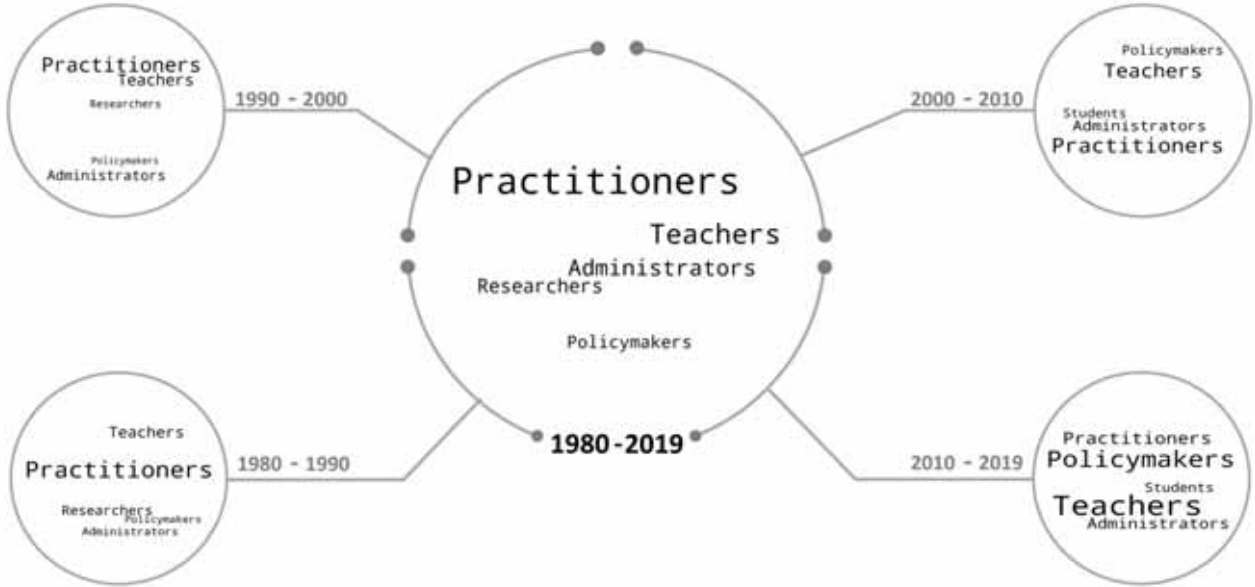 Practitioners
Teachers
Researchers
Policymakers
Administrators
1990 - 2000
Policymakers
Teachers
Students
Administrators
Practitioners
2000 - 2010
Practitioners
Teachers
Administrators
Researchers
Policymakers
1980 - 2019
Teachers
Practitioners
Researchers
Policymakers
Administrators
1980 - 1990
Practitioners
Policymakers
Students
Teachers
Administrators
2010 - 2019